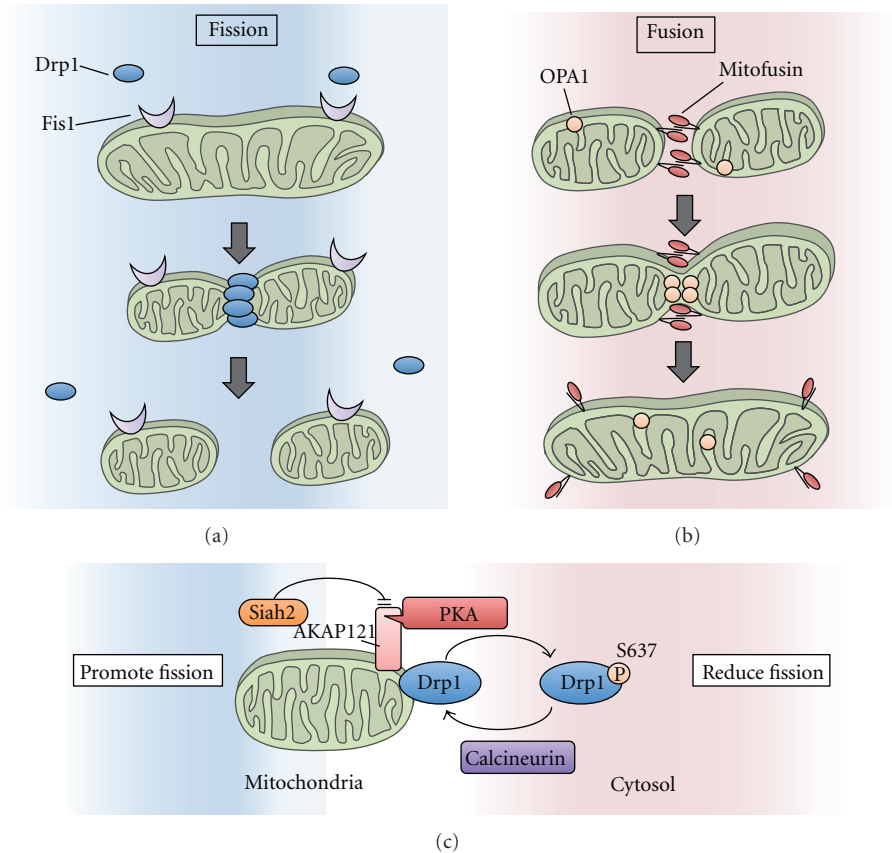 Fission
Drp1
Fis1
(a)
Fusion
OPA1
Mitofusin
(b)
Siah2
AKAP121
PKA
S637
Promote fission
Drp1
Drp1
P
Reduce fission
Calcineurin
Mitochondria
Cytosol
(c)